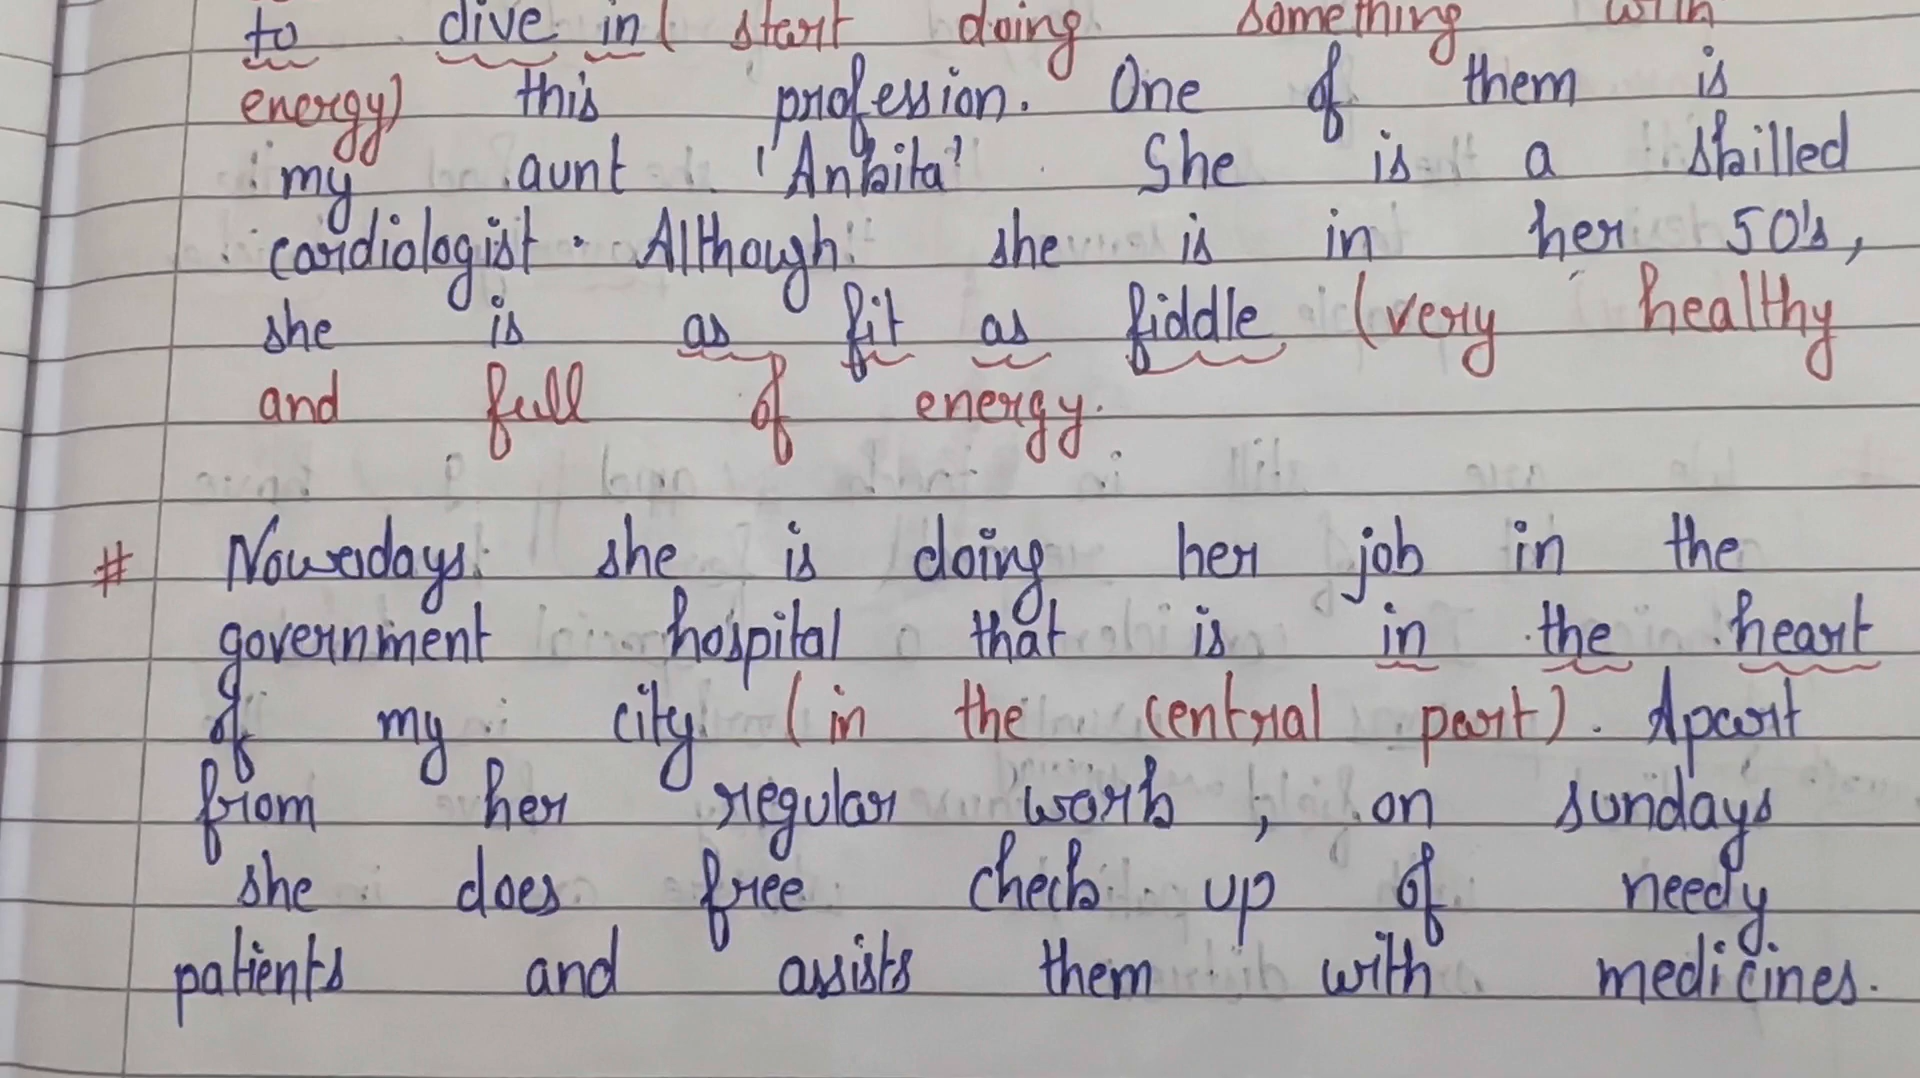 to dive in ( start doing something with
energy) this profession. One of them is
my aunt 'Ankita' She is a skilled
cardiologist. Although she is in her 50's,
she is as fit as fiddle (very healthy
and full of energy.
# Nowadays she is doing her job in the
government hospital that is in the heart
of my city (in the central part). Apart
from her regular work, on sundays
she does free check up of needy
patients and assists them with medicines.